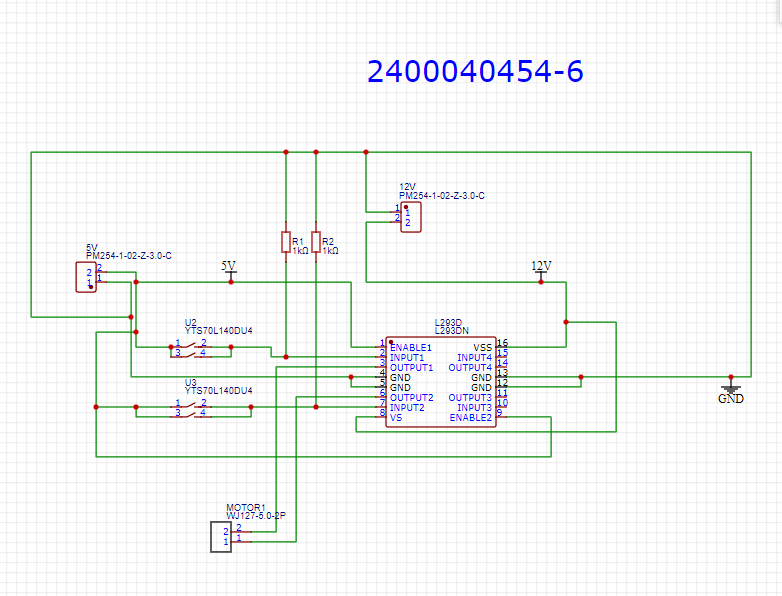 2400040454-6
12V
PM254-1-02-Z-3.0-C
1
2
1
2
R1
1kΩ
R2
1kΩ
5V
PM254-1-02-Z-3.0-C
2
1
2
1
5V
12V
U2
YTS70L140DU4
1
2
3
4
L293D
L293DN
1
2
3
4
5
6
7
8
ENABLE1
INPUT1
OUTPUT1
GND
GND
OUTPUT2
INPUT2
VS
VSS
INPUT4
OUTPUT4
GND
GND
OUTPUT3
INPUT3
ENABLE2
16
15
14
13
12
11
10
9
U3
YTS70L140DU4
1
2
3
4
GND
MOTOR1
WJ127-5.0-2P
2
1
2
1